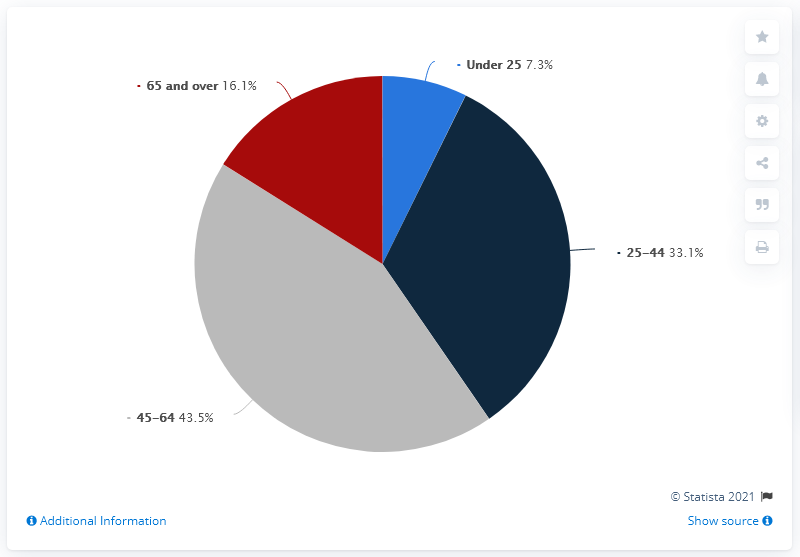 Under 25 7.3%
65 and over 16.1%
25–44 33.1%
45–64 43.5%
© Statista 2021
Additional Information
Show source